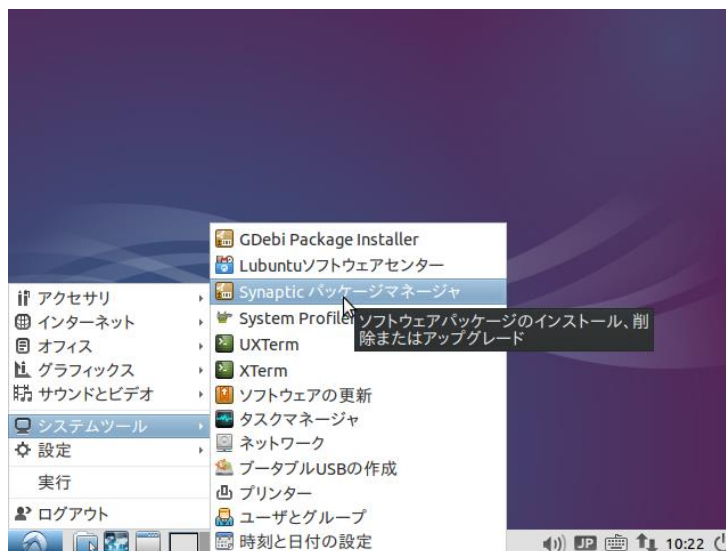 GDebi Package Installer
Lubuntuソフトウェアセンター
Synaptic パッケージマネージャ
System Profiler
ソフトウェアパッケージのインストール、削
除またはアップグレード
UXTerm
XTerm
ソフトウェアの更新
タスクマネージャ
ネットワーク
ブータブルUSBの作成
プリンター
ユーザとグループ
時刻と日付の設定
アクセサリ
インターネット
オフィス
グラフィックス
サウンドとビデオ
システムツール
設定
実行
ログアウト
JP
10:22